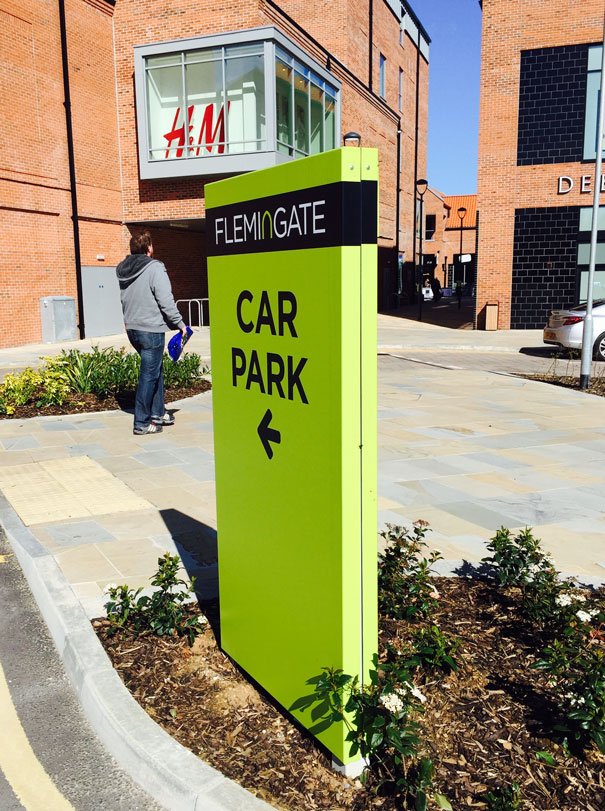 H&M
FLEMINGATE
DE
CAR
PARK
←